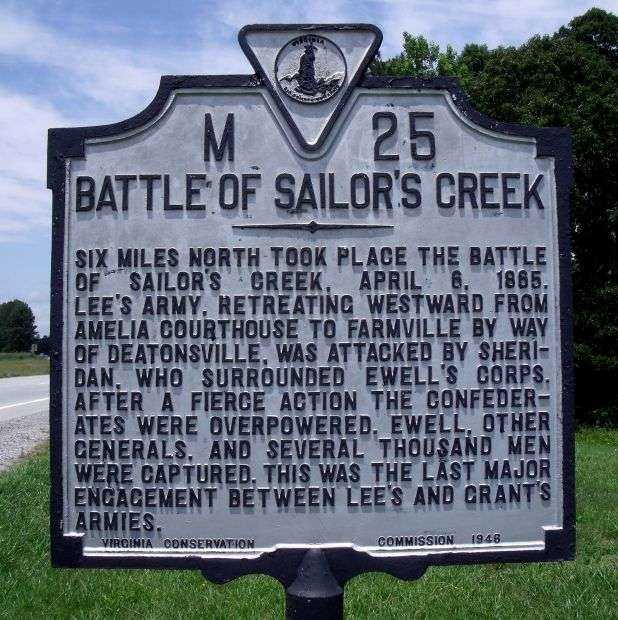 VIRGINIA
M 25
BATTLE OF SAILOR'S CREEK
SIX MILES NORTH TOOK PLACE THE BATTLE
OF SAILOR'S CREEK, APRIL 6, 1865.
LEE'S ARMY, RETREATING WESTWARD FROM
AMELIA COURTHOUSE TO FARMVILLE BY WAY
OF DEATONSVILLE, WAS ATTACKED BY SHERI-
DAN, WHO SURROUNDED EWELL'S CORPS.
AFTER A FIERCE ACTION THE CONFEDER-
ATES WERE OVERPOWERED. EWELL, OTHER
GENERALS, AND SEVERAL THOUSAND MEN
WERE CAPTURED. THIS WAS THE LAST MAJOR
ENGAGEMENT BETWEEN LEE'S AND GRANT'S
ARMIES.
VIRGINIA CONSERVATION COMMISSION 1946